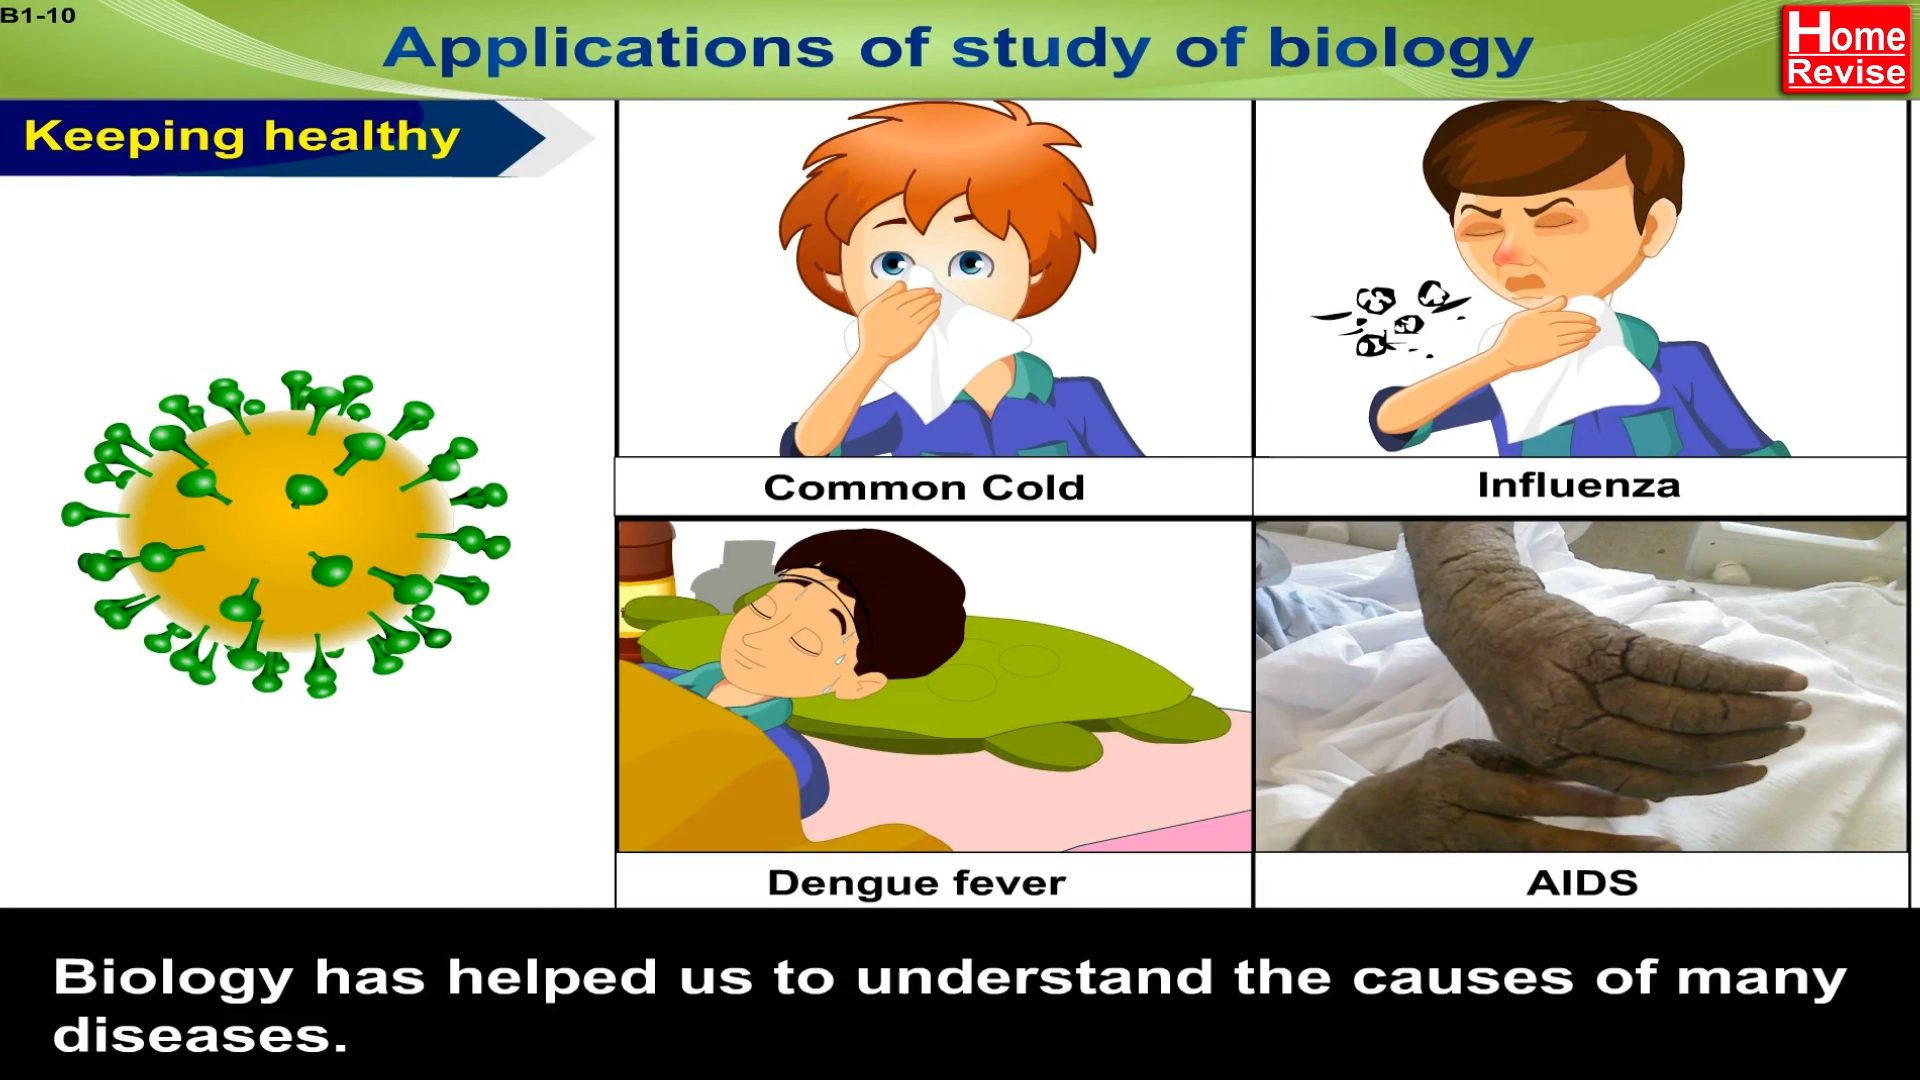 B1-10
Applications of study of biology
Home
Revise
Keeping healthy
Common Cold
Influenza
Dengue fever
AIDS
Biology has helped us to understand the causes of many
diseases.